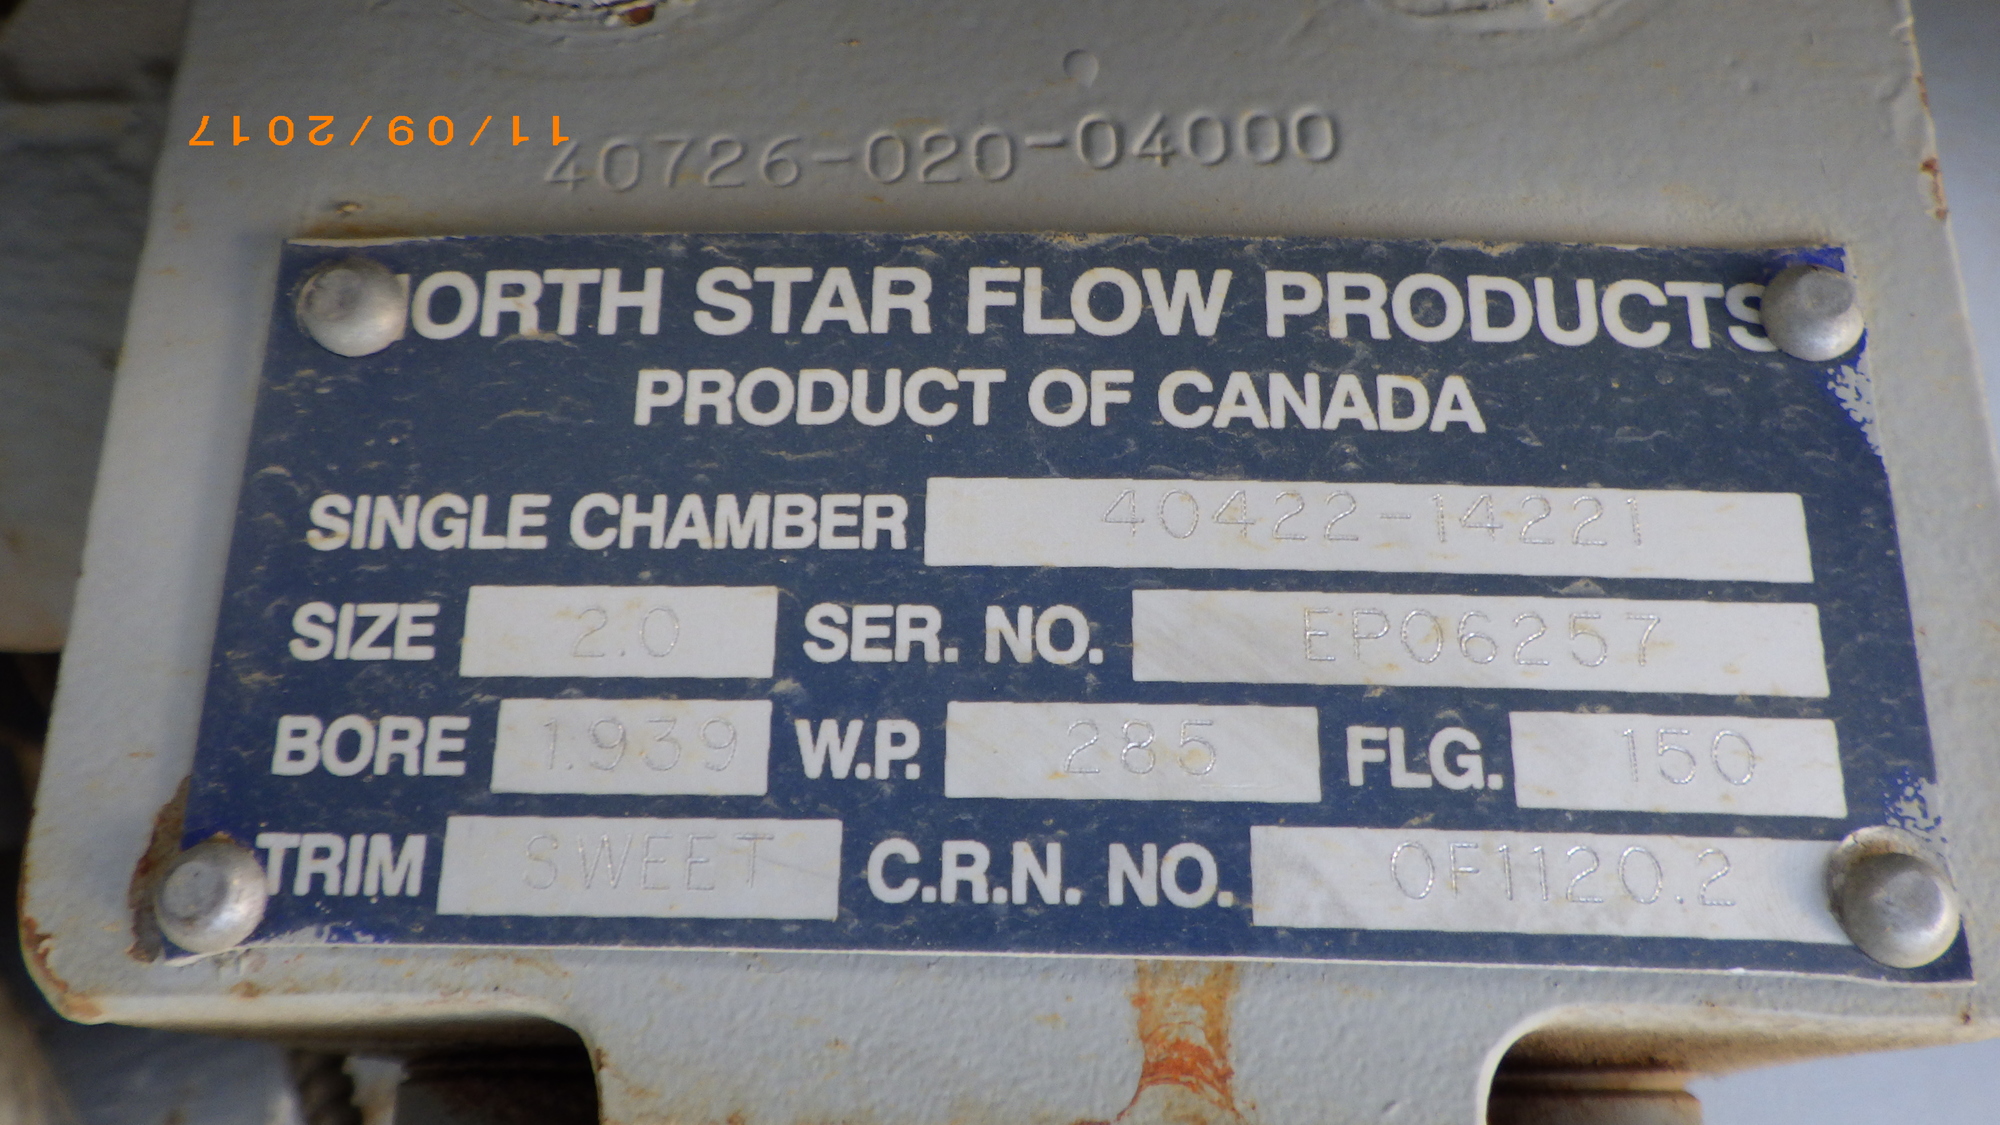 11/09/2017
40726-020-04000
NORTH STAR FLOW PRODUCTS
PRODUCT OF CANADA
SINGLE CHAMBER 40422-14221
SIZE 2.0 SER. NO. EP06257
BORE 1.939 W.P. 285 FLG. 150
TRIM SWEET C.R.N. NO. 0F1120.2